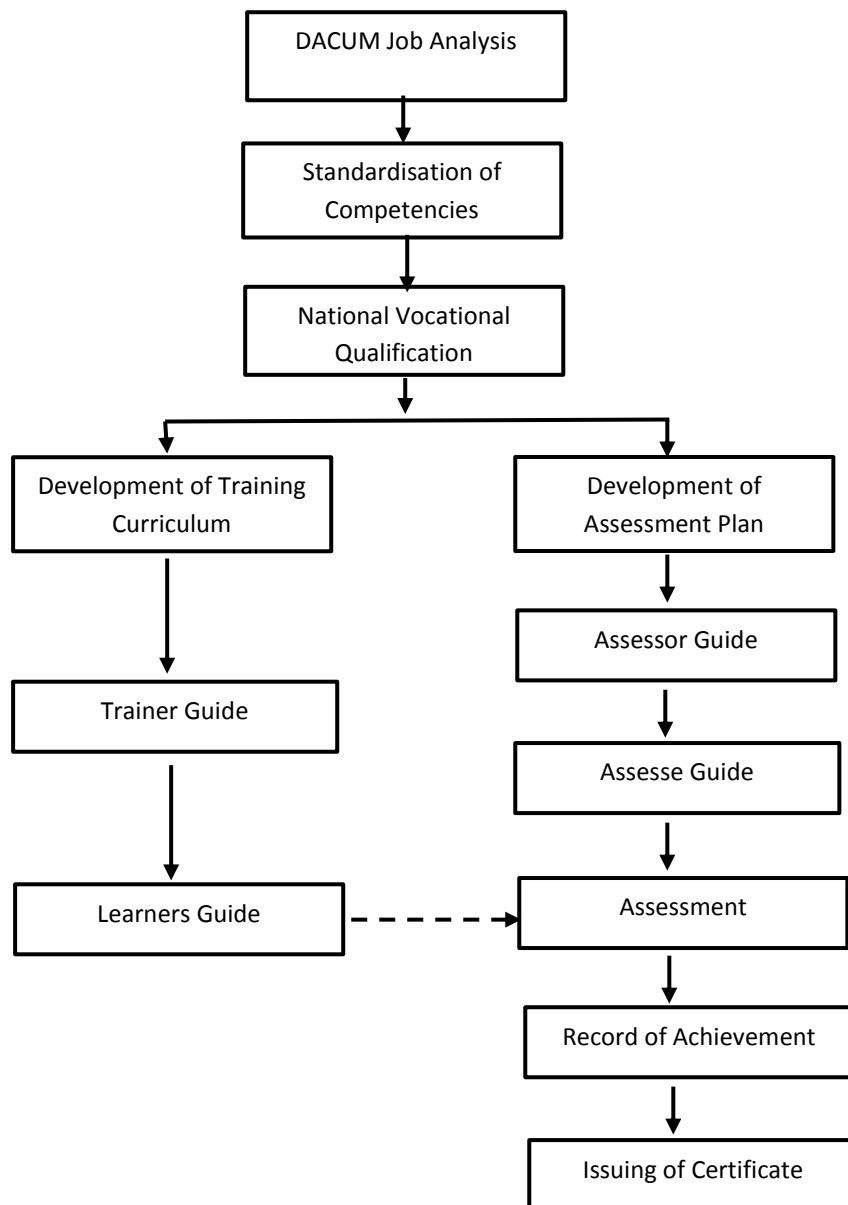 DACUM Job Analysis
Standardisation of
Competencies
National Vocational
Qualification
Development of Training
Curriculum
Trainer Guide
Learners Guide
Development of
Assessment Plan
Assessor Guide
Assesse Guide
Assessment
Record of Achievement
Issuing of Certificate